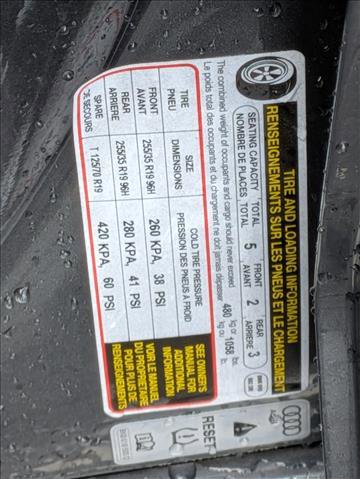 TIRE AND LOADING INFORMATION
RENSEIGNEMENTS SUR LES PNEUS ET LE CHARGEMENT
SEATING CAPACITY TOTAL 5 FRONT 2 REAR 3
NOMBRE DE PLACES TOTAL AVANT ARRIÈRE
The combined weight of occupants and cargo should never exceed 480 kg or 1058 lbs.
Le poids total des occupants et du chargement ne doit jamais dépasser kg ou lb.
TIRE SIZE COLD TIRE PRESSURE
PNEU DIMENSIONS PRESSION DES PNEUS A FROID
FRONT 255/35 R19 96H 260 KPA, 38 PSI
AVANT
REAR 255/35 R19 96H 280 KPA, 41 PSI
ARRIÈRE
SPARE T 125/70 R19 420 KPA, 60 PSI
DE SECOURS
SEE OWNER'S
MANUAL FOR
ADDITIONAL
INFORMATION
VOIR LE MANUEL
DU PROPRIÉTAIRE
POUR PLUS DE
RENSEIGNEMENTS
RESET